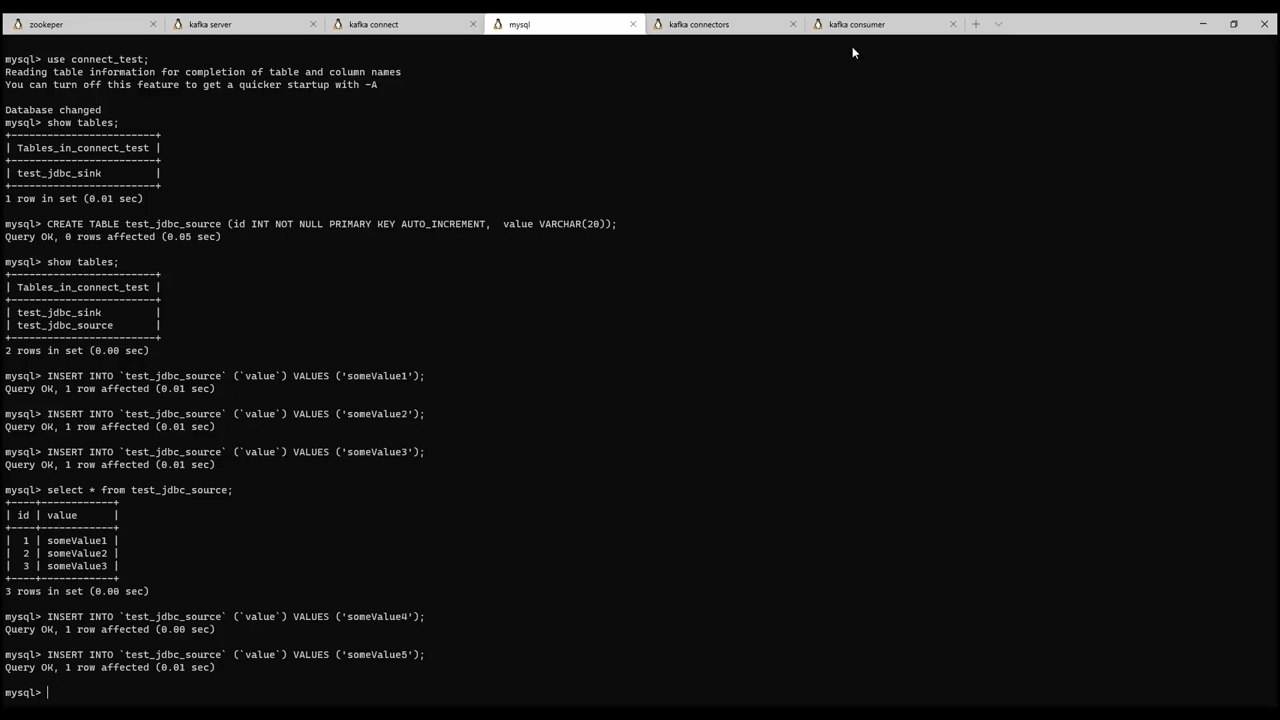 zookeper
kafka server
kafka connect
mysql
kafka connectors
kafka consumer
mysql> use connect_test;
Reading table information for completion of table and column names
You can turn off this feature to get a quicker startup with -A
Database changed
mysql> show tables;
+------------------------+
| Tables_in_connect_test |
+------------------------+
| test_jdbc_sink         |
+------------------------+
1 row in set (0.01 sec)
mysql> CREATE TABLE test_jdbc_source (id INT NOT NULL PRIMARY KEY AUTO_INCREMENT,  value VARCHAR(20));
Query OK, 0 rows affected (0.05 sec)
mysql> show tables;
+------------------------+
| Tables_in_connect_test |
+------------------------+
| test_jdbc_sink         |
| test_jdbc_source       |
+------------------------+
2 rows in set (0.00 sec)
mysql> INSERT INTO `test_jdbc_source` (`value`) VALUES ('someValue1');
Query OK, 1 row affected (0.01 sec)
mysql> INSERT INTO `test_jdbc_source` (`value`) VALUES ('someValue2');
Query OK, 1 row affected (0.01 sec)
mysql> INSERT INTO `test_jdbc_source` (`value`) VALUES ('someValue3');
Query OK, 1 row affected (0.01 sec)
mysql> select * from test_jdbc_source;
+----+------------+
| id | value      |
+----+------------+
|  1 | someValue1 |
|  2 | someValue2 |
|  3 | someValue3 |
+----+------------+
3 rows in set (0.00 sec)
mysql> INSERT INTO `test_jdbc_source` (`value`) VALUES ('someValue4');
Query OK, 1 row affected (0.00 sec)
mysql> INSERT INTO `test_jdbc_source` (`value`) VALUES ('someValue5');
Query OK, 1 row affected (0.01 sec)
mysql>